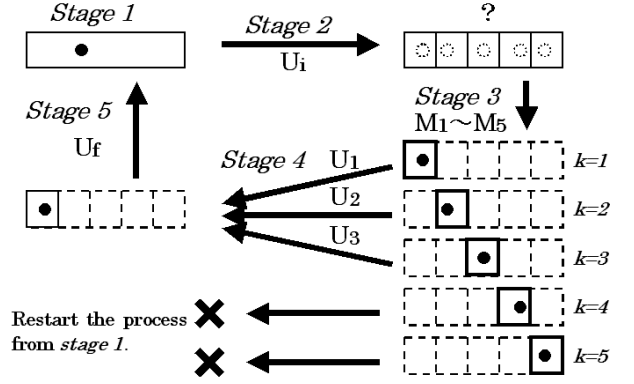 Stage 1
Stage 2
Ui
?
Stage 5
Uf
Stage 3
M1~M5
Stage 4
U1
U2
U3
k=1
k=2
k=3
k=4
k=5
Restart the process
from stage 1.